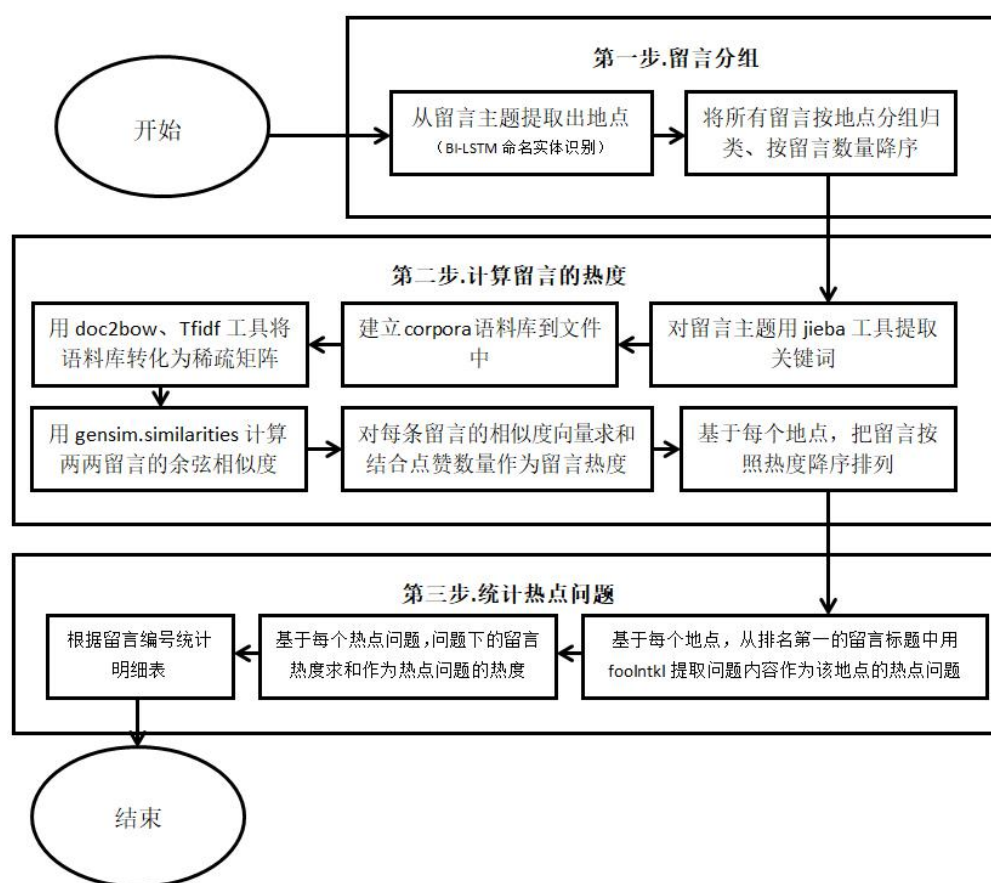 开始
第一步.留言分组
从留言主题提取出地点
（BI-LSTM 命名实体识别）
将所有留言按地点分组归
类、按留言数量降序
第二步.计算留言的热度
对留言主题用 jieba 工具提取
关键词
建立 corpora 语料库到文件
中
用 doc2bow、Tfidf 工具将
语料库转化为稀疏矩阵
用 gensim.similarities 计算
两两留言的余弦相似度
对每条留言的相似度向量求和
结合点赞数量作为留言热度
基于每个地点，把留言按
照热度降序排列
第三步.统计热点问题
基于每个地点，从排名第一的留言标题中用
foolntkl 提取问题内容作为该地点的热点问题
基于每个热点问题，问题下的留言
热度求和作为热点问题的热度
根据留言编号统计
明细表
结束